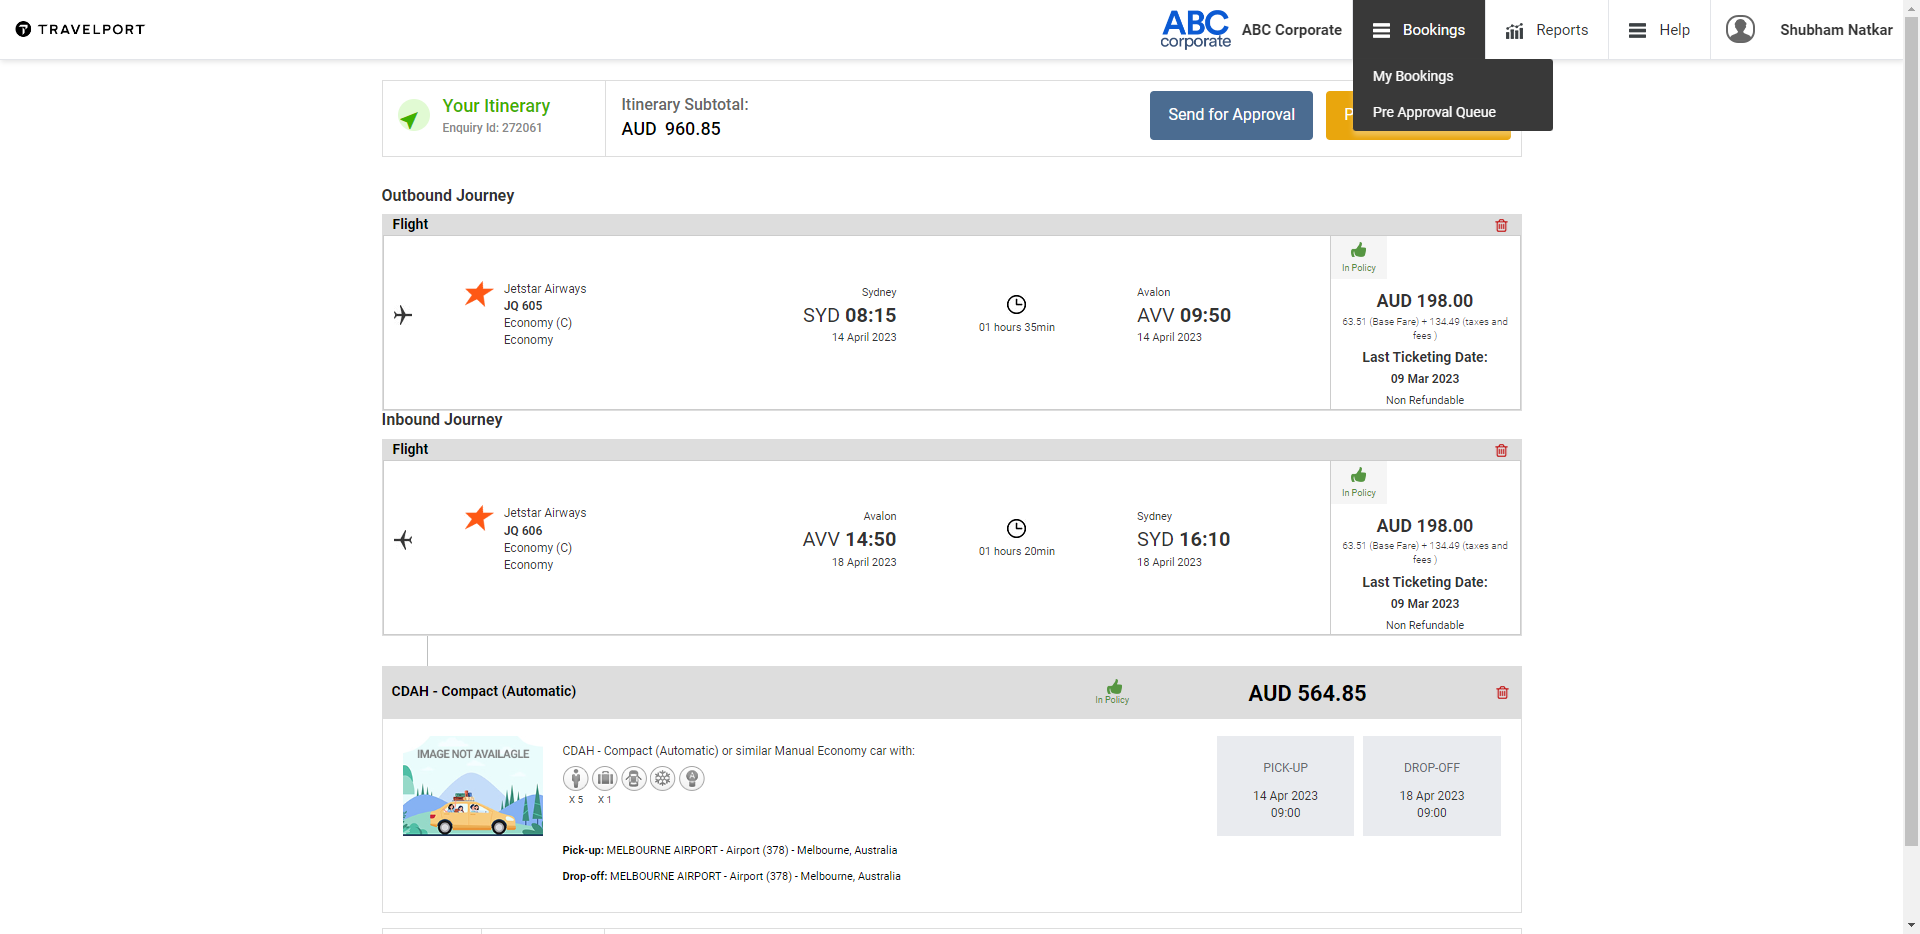 TRAVELPORT
ABC
corporate
ABC Corporate
Bookings
Reports
Help
Shubham Natkar
My Bookings
Pre Approval Queue
Your Itinerary
Enquiry Id: 272061
Itinerary Subtotal:
AUD 960.85
Send for Approval
P
Outbound Journey
Flight
In Policy
Jetstar Airways
JQ 605
Economy (C)
Economy
Sydney
SYD 08:15
14 April 2023
01 hours 35min
Avalon
AVV 09:50
14 April 2023
AUD 198.00
63.51 (Base Fare) + 134.49 (taxes and
fees )
Last Ticketing Date:
09 Mar 2023
Non Refundable
Inbound Journey
Flight
In Policy
Jetstar Airways
JQ 606
Economy (C)
Economy
Avalon
AVV 14:50
18 April 2023
01 hours 20min
Sydney
SYD 16:10
18 April 2023
AUD 198.00
63.51 (Base Fare) + 134.49 (taxes and
fees )
Last Ticketing Date:
09 Mar 2023
Non Refundable
CDAH - Compact (Automatic)
In Policy
AUD 564.85
IMAGE NOT AVAILAGLE
CDAH - Compact (Automatic) or similar Manual Economy car with:
X 5
X 1
A
PICK-UP
14 Apr 2023
09:00
DROP-OFF
18 Apr 2023
09:00
Pick-up: MELBOURNE AIRPORT - Airport (378) - Melbourne, Australia
Drop-off: MELBOURNE AIRPORT - Airport (378) - Melbourne, Australia